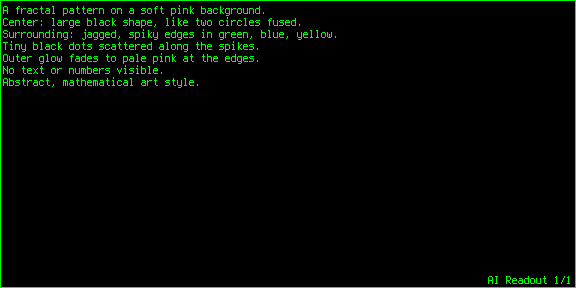 A fractal pattern on a soft pink background.
Center: large black shape, like two circles fused.
Surrounding: jagged, spiky edges in green, blue, yellow.
Tiny black dots scattered along the spikes.
Outer glow fades to pale pink at the edges.
No text or numbers visible.
Abstract, mathematical art style.
AI Readout 1/1